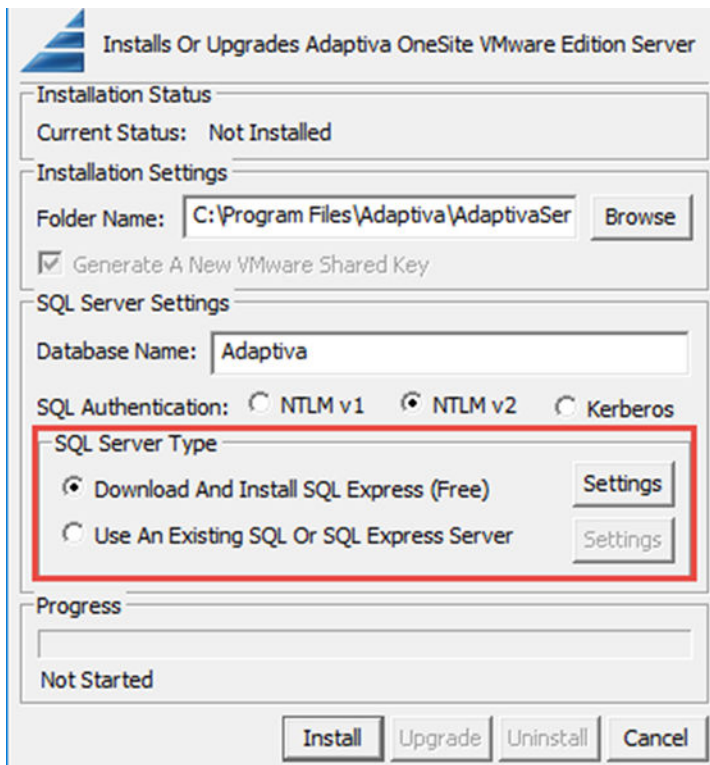 Installs Or Upgrades Adaptiva OneSite VMware Edition Server
Installation Status
Current Status: Not Installed
Installation Settings
Folder Name: C:\Program Files\Adaptiva\AdaptivaSer Browse
Generate A New VMware Shared Key
SQL Server Settings
Database Name: Adaptiva
SQL Authentication: NTLM v1 NTLM v2 Kerberos
SQL Server Type
Download And Install SQL Express (Free) Settings
Use An Existing SQL Or SQL Express Server Settings
Progress
Not Started
Install Upgrade Uninstall Cancel